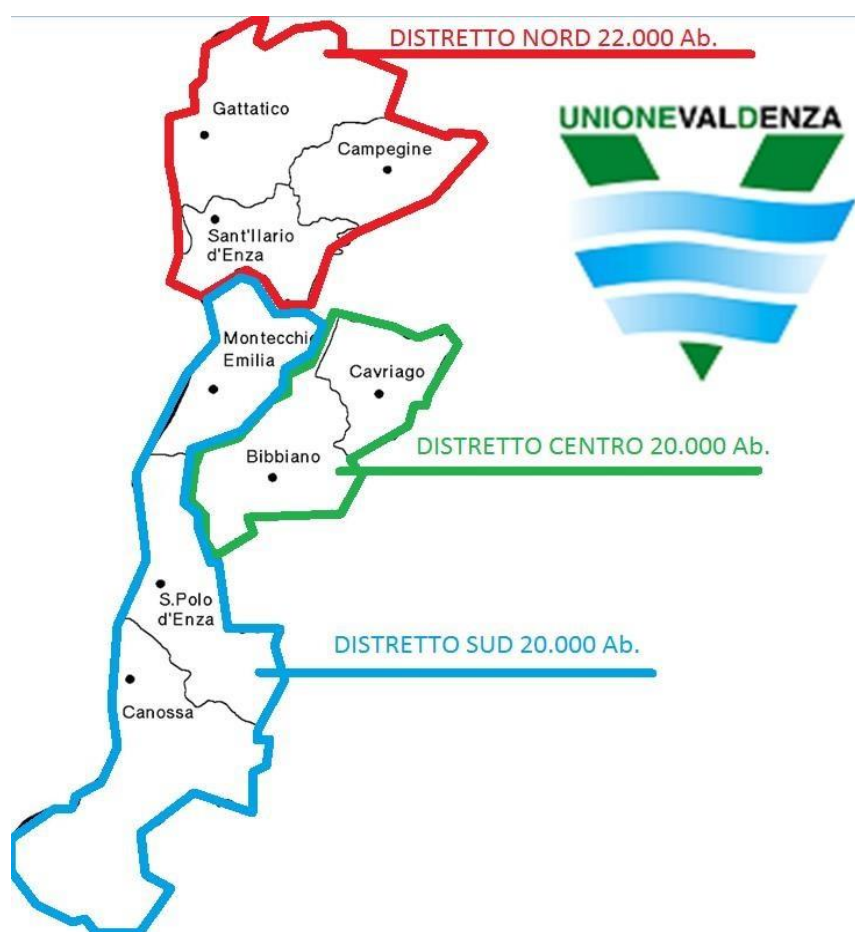 DISTRETTO NORD 22.000 Ab.
UNIONEVALDENZA
Gattatico
Campegine
Sant'Ilario
d'Enza
Montecchio
Emilia
Cavriago
DISTRETTO CENTRO 20.000 Ab.
Bibbiano
S.Polo
d'Enza
DISTRETTO SUD 20.000 Ab.
Canossa